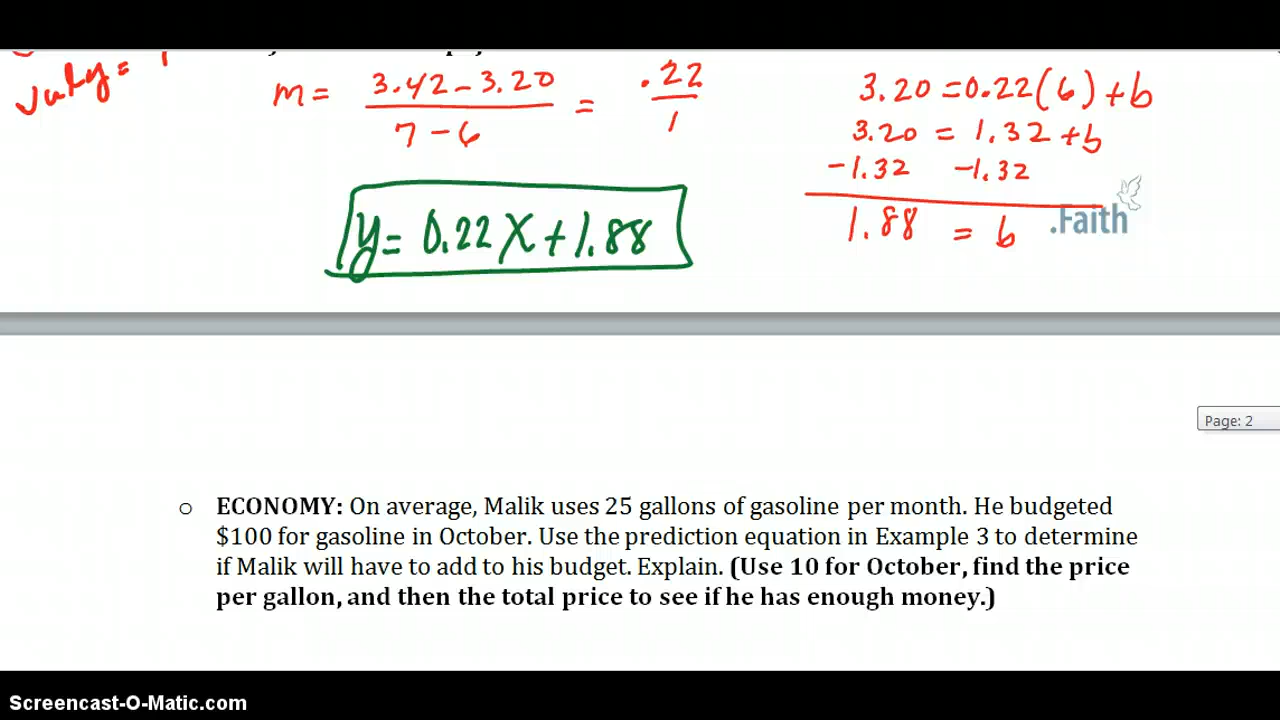 July =
m = 3.42 - 3.20 / 7 - 6 = .22 / 1
3.20 = 0.22(6) + b
3.20 = 1.32 + b
-1.32 -1.32
1.88 = b
.Faith
y = 0.22x + 1.88
Page: 2
o ECONOMY: On average, Malik uses 25 gallons of gasoline per month. He budgeted
$100 for gasoline in October. Use the prediction equation in Example 3 to determine
if Malik will have to add to his budget. Explain. (Use 10 for October, find the price
per gallon, and then the total price to see if he has enough money.)
Screencast-O-Matic.com